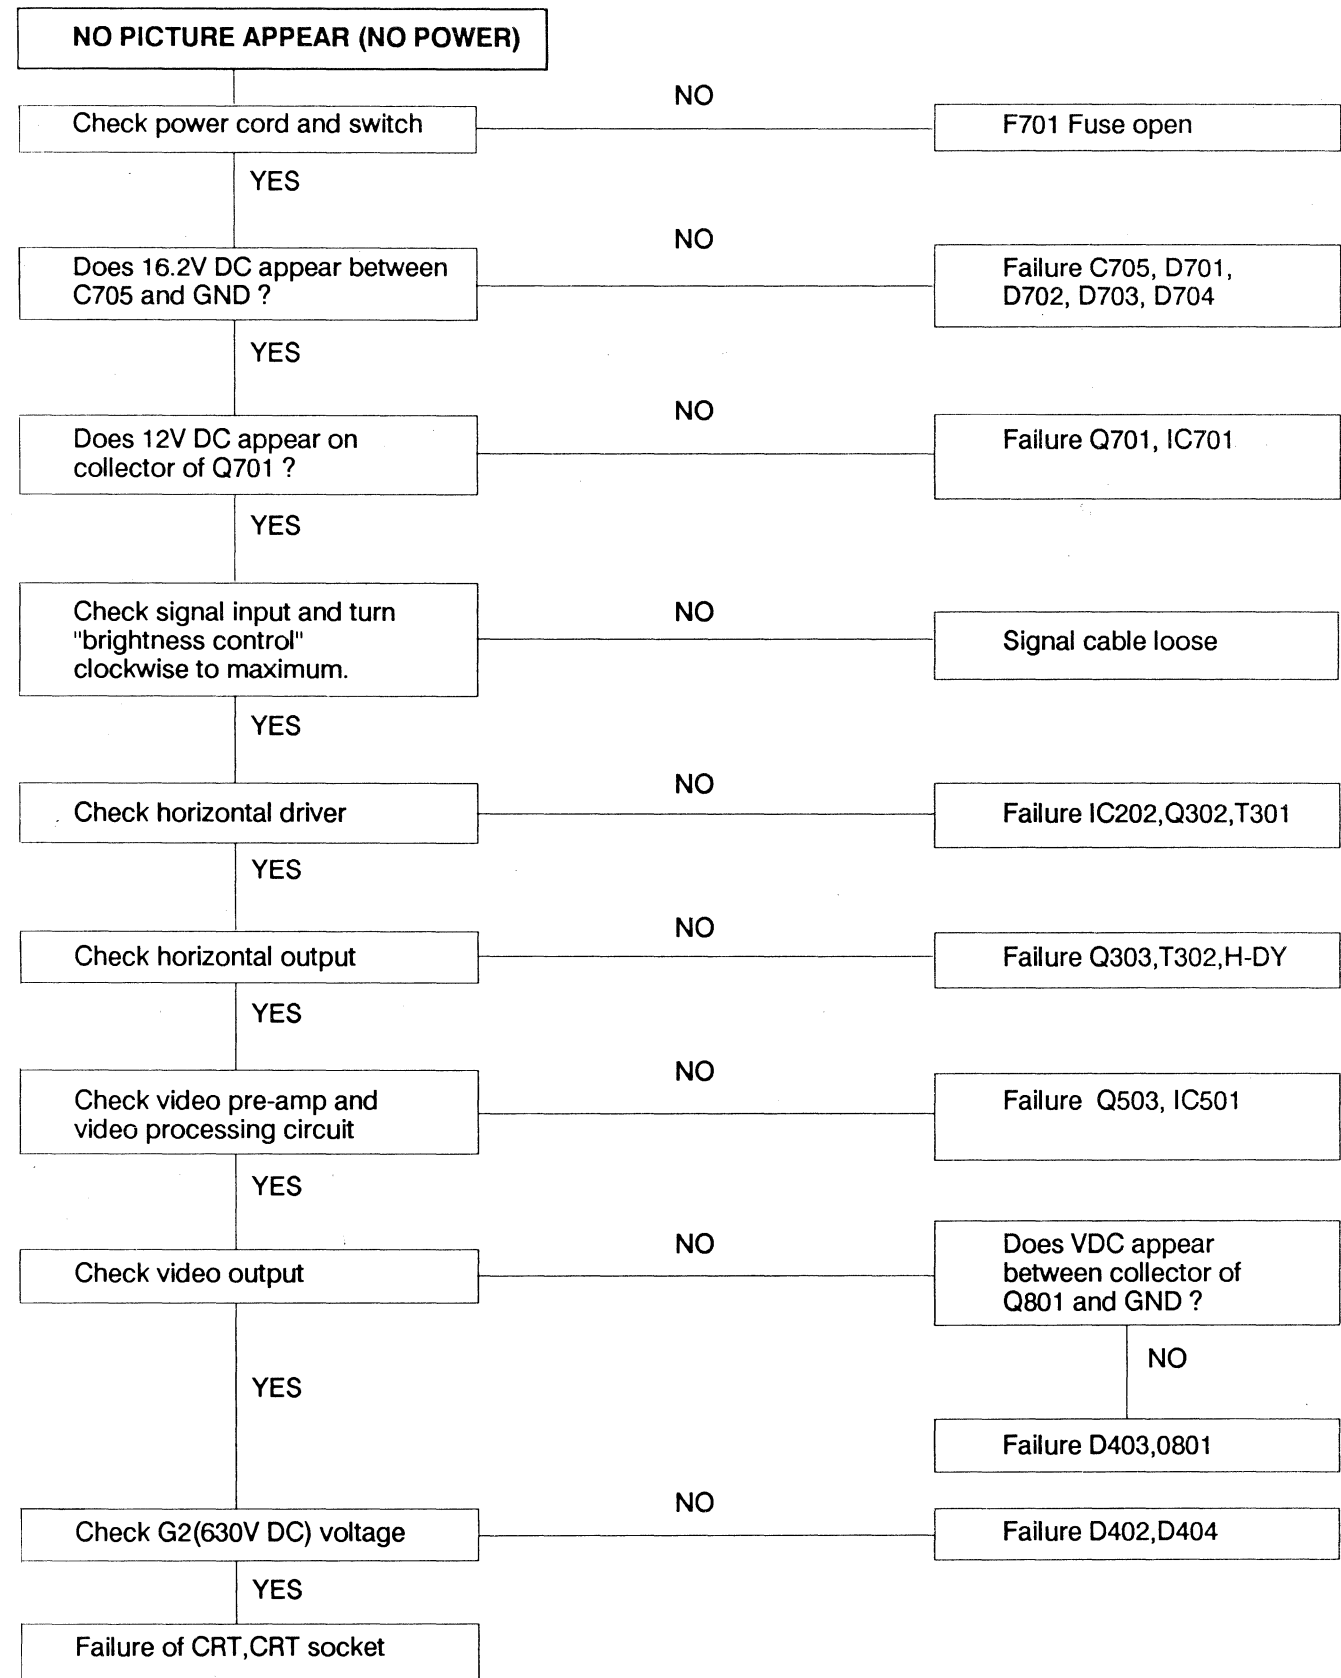 NO PICTURE APPEAR (NO POWER)
NO
Check power cord and switch
F701 Fuse open
YES
NO
Does 16.2V DC appear between
C705 and GND ?
Failure C705, D701,
D702, D703, D704
YES
NO
Does 12V DC appear on
collector of Q701 ?
Failure Q701, IC701
YES
Check signal input and turn
"brightness control"
clockwise to maximum.
NO
Signal cable loose
YES
NO
Check horizontal driver
Failure IC202,Q302,T301
YES
NO
Check horizontal output
Failure Q303,T302,H-DY
YES
NO
Check video pre-amp and
video processing circuit
Failure Q503, IC501
YES
NO
Check video output
Does VDC appear
between collector of
Q801 and GND ?
NO
YES
Failure D403,0801
NO
Check G2(630V DC) voltage
Failure D402,D404
YES
Failure of CRT,CRT socket